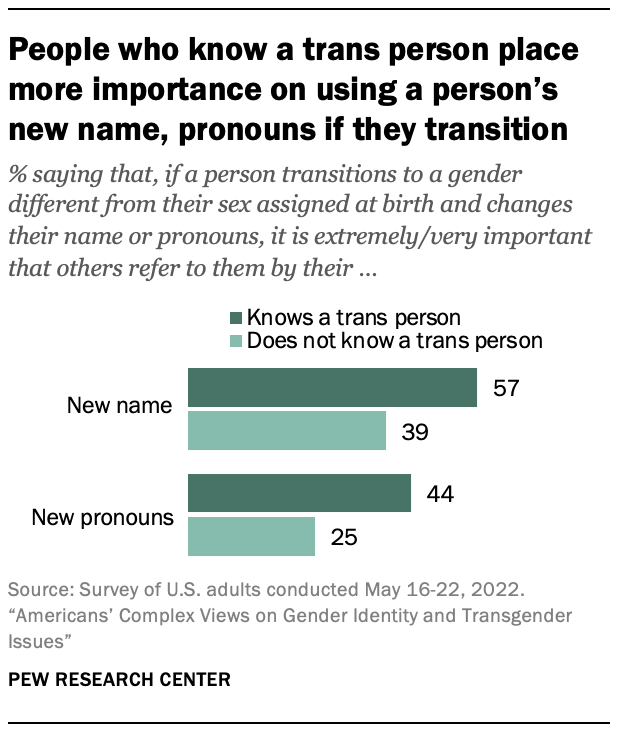 People who know a trans person place
more importance on using a person’s
new name, pronouns if they transition
% saying that, if a person transitions to a gender
different from their sex assigned at birth and changes
their name or pronouns, it is extremely/very important
that others refer to them by their ...
Knows a trans person
Does not know a trans person
New name
57
39
New pronouns
44
25
Source: Survey of U.S. adults conducted May 16-22, 2022.
“Americans’ Complex Views on Gender Identity and Transgender
Issues”
PEW RESEARCH CENTER